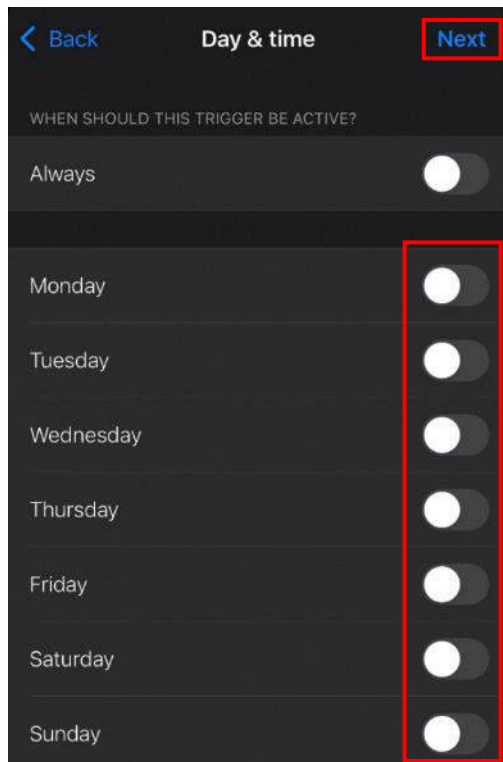 Back Day & time Next
WHEN SHOULD THIS TRIGGER BE ACTIVE?
Always
Monday
Tuesday
Wednesday
Thursday
Friday
Saturday
Sunday